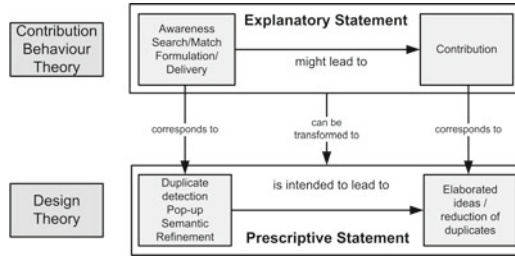 Contribution
Behaviour
Theory
Explanatory Statement
Awareness
Search/Match
Formulation/
Delivery
might lead to
Contribution
corresponds to
can be
transformed to
corresponds to
Design
Theory
Duplicate
detection
Pop-up
Semantic
Refinement
is intended to lead to
Elaborated
ideas /
reduction of
duplicates
Prescriptive Statement